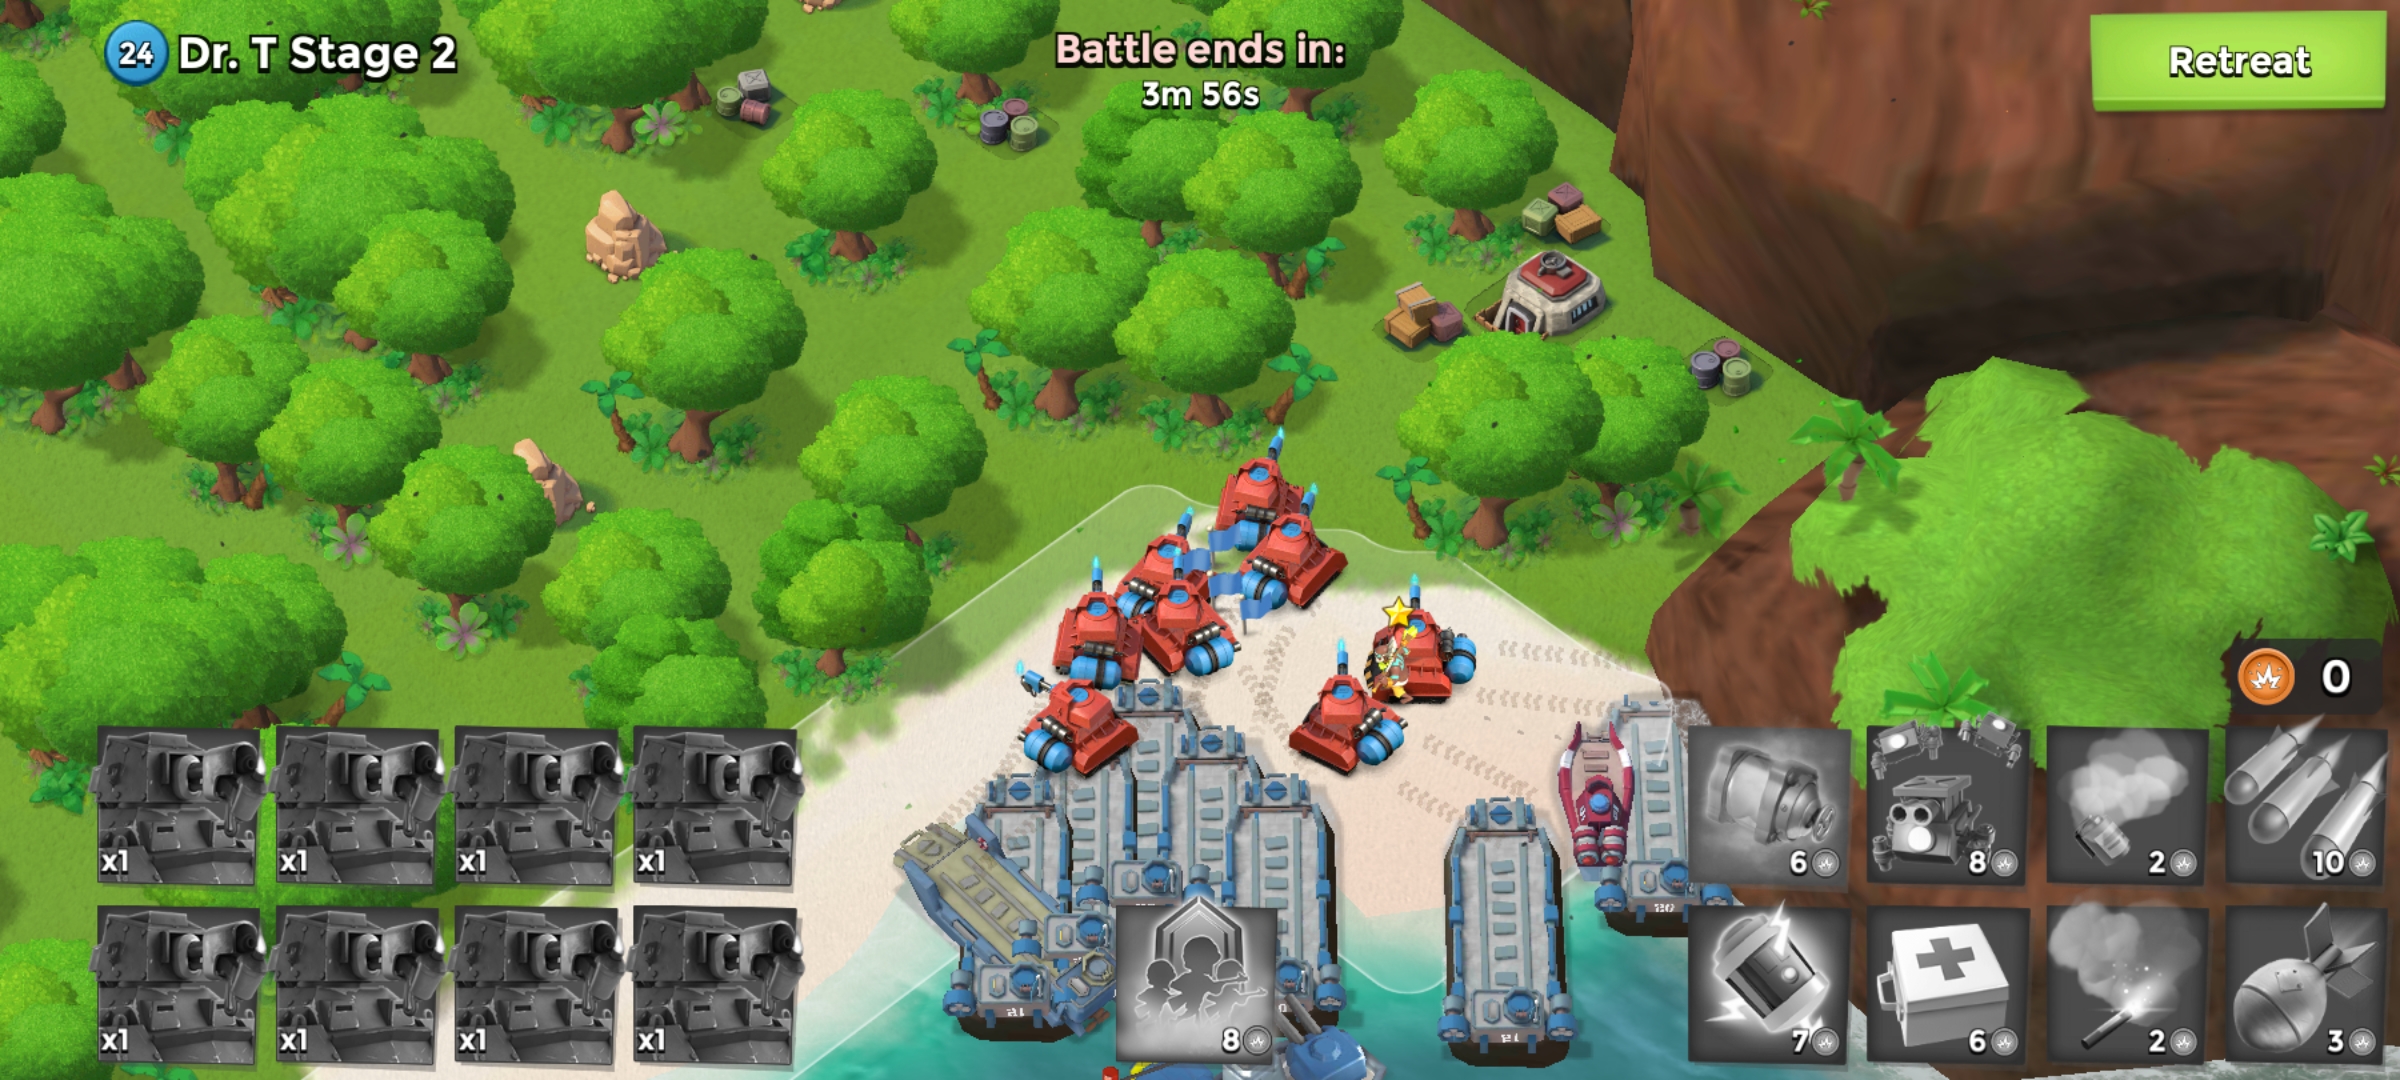 24 Dr. T Stage 2
Battle ends in:
3m 56s
Retreat
0
x1 x1 x1 x1
6 8 2 10
x1 x1 x1 x1
8
7 6 2 3